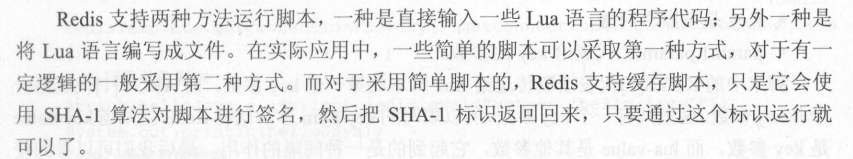 Redis 支持两种方法运行脚本，一种是直接输入一些 Lua 语言的程序代码；另外一种是
将 Lua 语言编写成文件。在实际应用中，一些简单的脚本可以采取第一种方式，对于有一
定逻辑的一般采用第二种方式。而对于采用简单脚本的，Redis 支持缓存脚本，只是它会使
用 SHA-1 算法对脚本进行签名，然后把 SHA-1 标识返回回来，只要通过这个标识运行就
可以了。